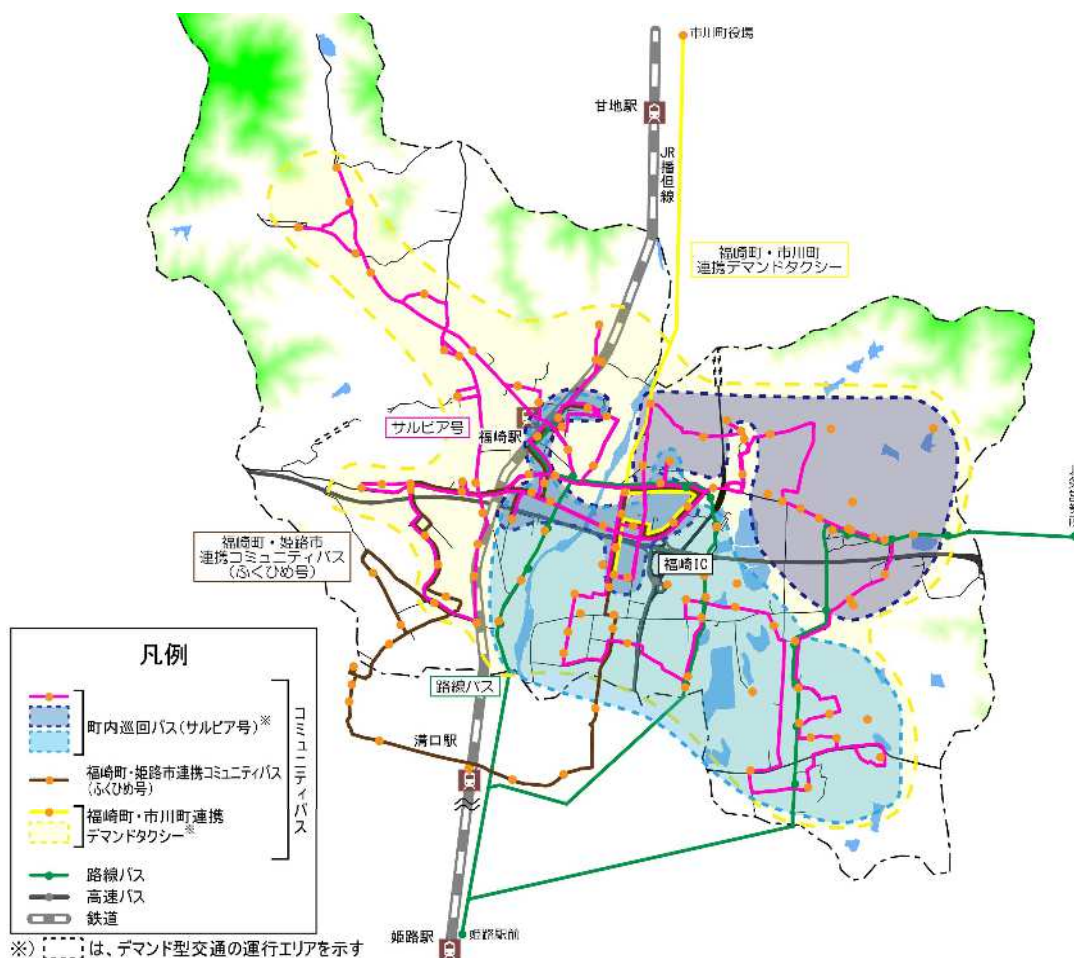 市川町役場
甘地駅
JR播但線
福崎町・市川町
連携デマンドタクシー
サルビア号
福崎駅
福崎町・姫路市
連携コミュニティバス
(ふくひめ号)
福崎IC
路線バス
溝口駅
姫路駅
姫路駅前
凡例
町内巡回バス(サルビア号)※
福崎町・姫路市連携コミュニティバス
(ふくひめ号)
福崎町・市川町連携
デマンドタクシー※
コミュニティバス
路線バス
高速バス
鉄道
※) は、デマンド型交通の運行エリアを示す